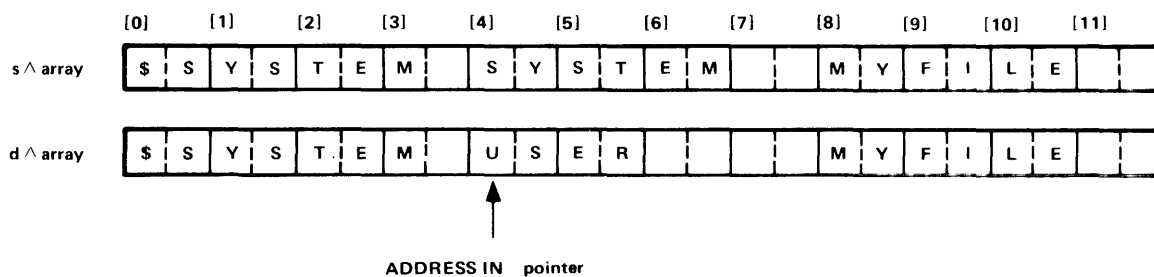 [0] [1] [2] [3] [4] [5] [6] [7] [8] [9] [10] [11]
s ∧ array $ S Y S T E M S Y S T E M M Y F I L E
d ∧ array $ S Y S T E M U S E R M Y F I L E
ADDRESS IN pointer